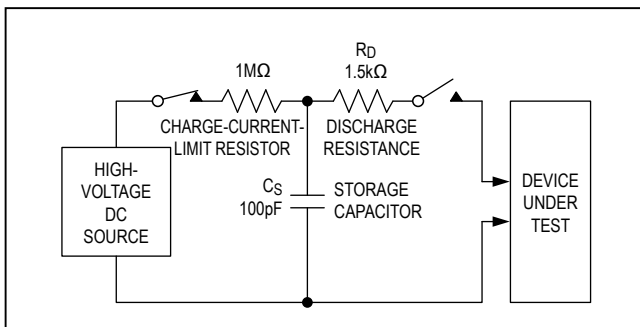 1MΩ
CHARGE-CURRENT-
LIMIT RESISTOR
RD
1.5kΩ
DISCHARGE
RESISTANCE
HIGH-
VOLTAGE
DC
SOURCE
CS
100pF
STORAGE
CAPACITOR
DEVICE
UNDER
TEST